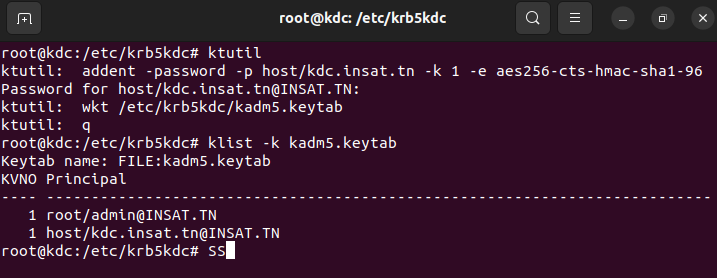 root@kdc: /etc/krb5kdc
root@kdc:/etc/krb5kdc# ktutil
ktutil:  addent -password -p host/kdc.insat.tn -k 1 -e aes256-cts-hmac-sha1-96
Password for host/kdc.insat.tn@INSAT.TN:
ktutil:  wkt /etc/krb5kdc/kadm5.keytab
ktutil:  q
root@kdc:/etc/krb5kdc# klist -k kadm5.keytab
Keytab name: FILE:kadm5.keytab
KVNO Principal
---- --------------------------------------------------------------------------
   1 root/admin@INSAT.TN
   1 host/kdc.insat.tn@INSAT.TN
root@kdc:/etc/krb5kdc# SS